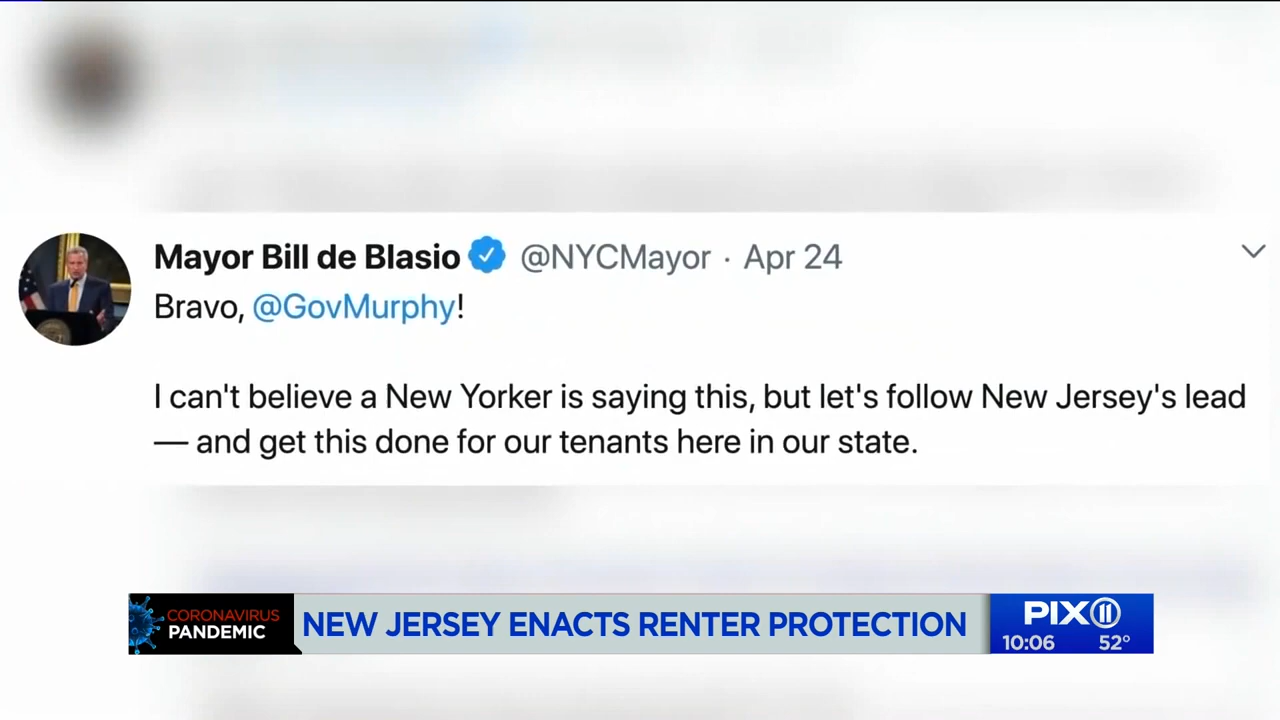 Mayor Bill de Blasio @NYCMayor · Apr 24
Bravo, @GovMurphy!
I can't believe a New Yorker is saying this, but let's follow New Jersey's lead
— and get this done for our tenants here in our state.
CORONAVIRUS
PANDEMIC
NEW JERSEY ENACTS RENTER PROTECTION
PIX11
10:06 52°